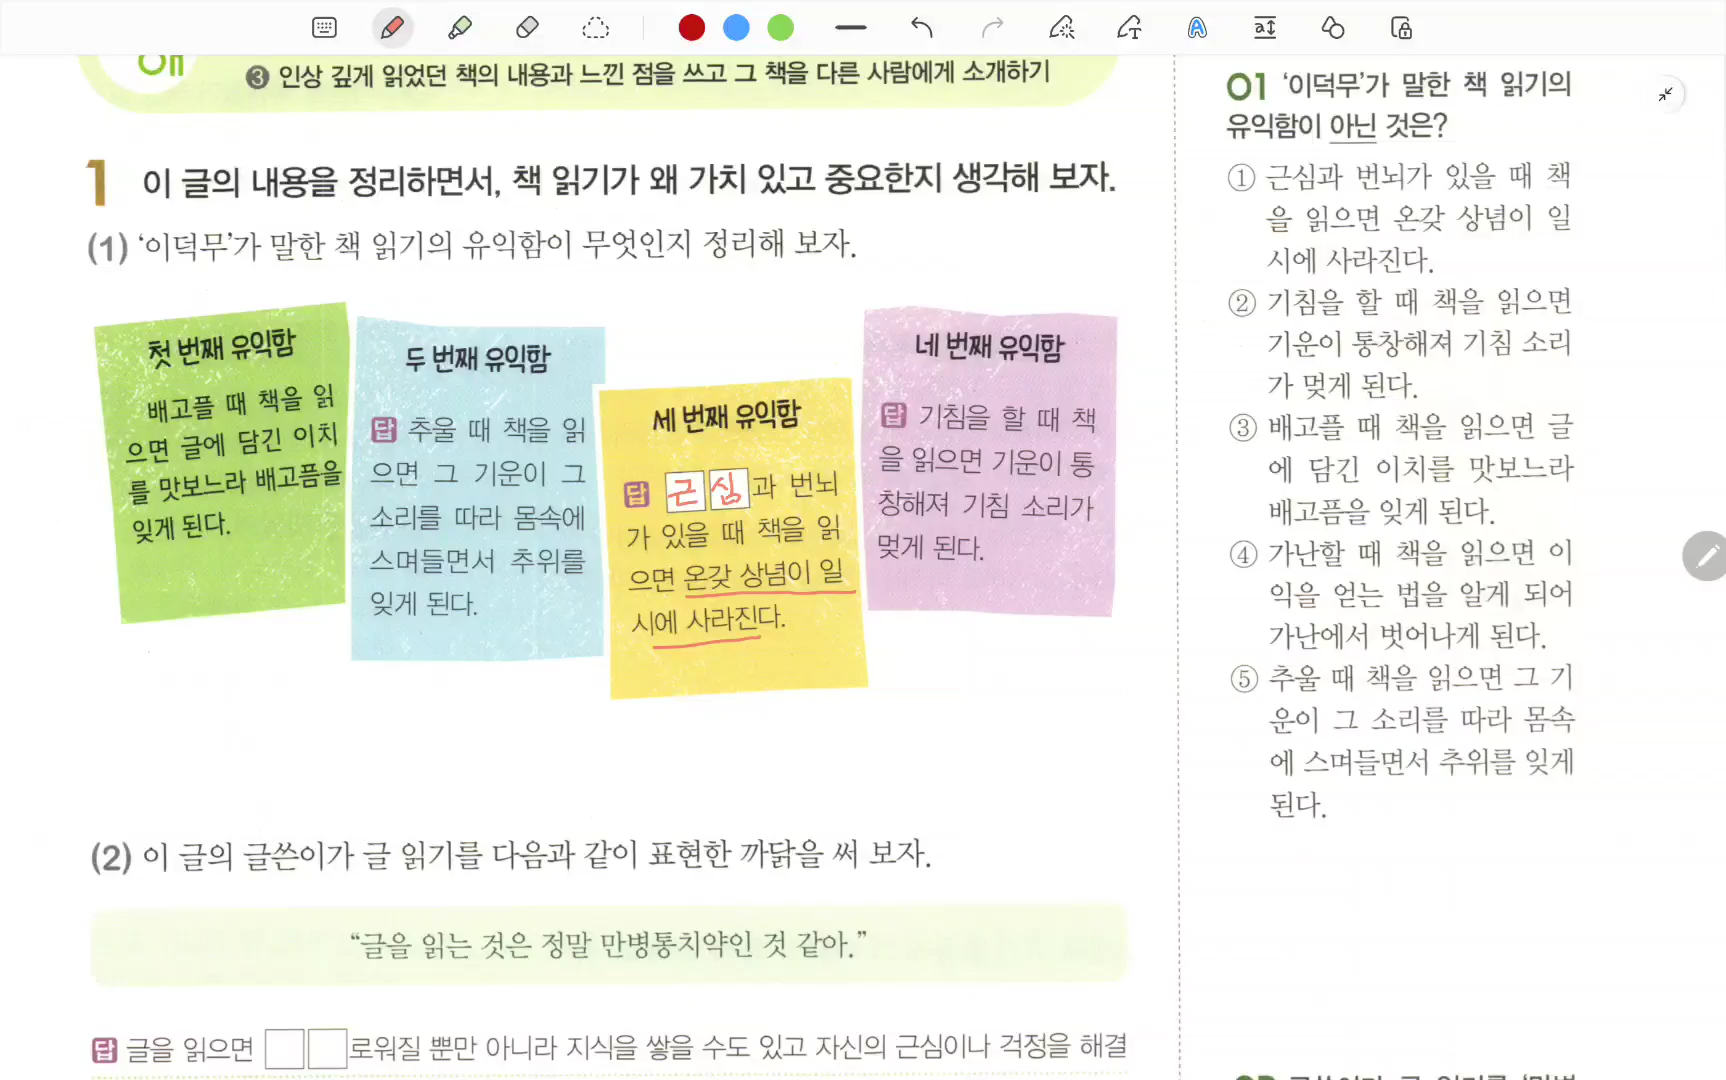 해
❸ 인상 깊게 읽었던 책의 내용과 느낀 점을 쓰고 그 책을 다른 사람에게 소개하기
1 이 글의 내용을 정리하면서, 책 읽기가 왜 가치 있고 중요한지 생각해 보자.
(1) ‘이덕무’가 말한 책 읽기의 유익함이 무엇인지 정리해 보자.
첫 번째 유익함
배고플 때 책을 읽
으면 글에 담긴 이치
를 맛보느라 배고픔을
잊게 된다.
두 번째 유익함
답 추울 때 책을 읽
으면 그 기운이 그
소리를 따라 몸속에
스며들면서 추위를
잊게 된다.
세 번째 유익함
답 근심과 번뇌
가 있을 때 책을 읽
으면 온갖 상념이 일
시에 사라진다.
네 번째 유익함
답 기침을 할 때 책
을 읽으면 기운이 통
창해져 기침 소리가
멎게 된다.
(2) 이 글의 글쓴이가 글 읽기를 다음과 같이 표현한 까닭을 써 보자.
“글을 읽는 것은 정말 만병통치약인 것 같아.”
답 글을 읽으면 로워질 뿐만 아니라 지식을 쌓을 수도 있고 자신의 근심이나 걱정을 해결
01 ‘이덕무’가 말한 책 읽기의
유익함이 아닌 것은?
① 근심과 번뇌가 있을 때 책
을 읽으면 온갖 상념이 일
시에 사라진다.
② 기침을 할 때 책을 읽으면
기운이 통창해져 기침 소리
가 멎게 된다.
③ 배고플 때 책을 읽으면 글
에 담긴 이치를 맛보느라
배고픔을 잊게 된다.
④ 가난할 때 책을 읽으면 이
익을 얻는 법을 알게 되어
가난에서 벗어나게 된다.
⑤ 추울 때 책을 읽으면 그 기
운이 그 소리를 따라 몸속
에 스며들면서 추위를 잊게
된다.